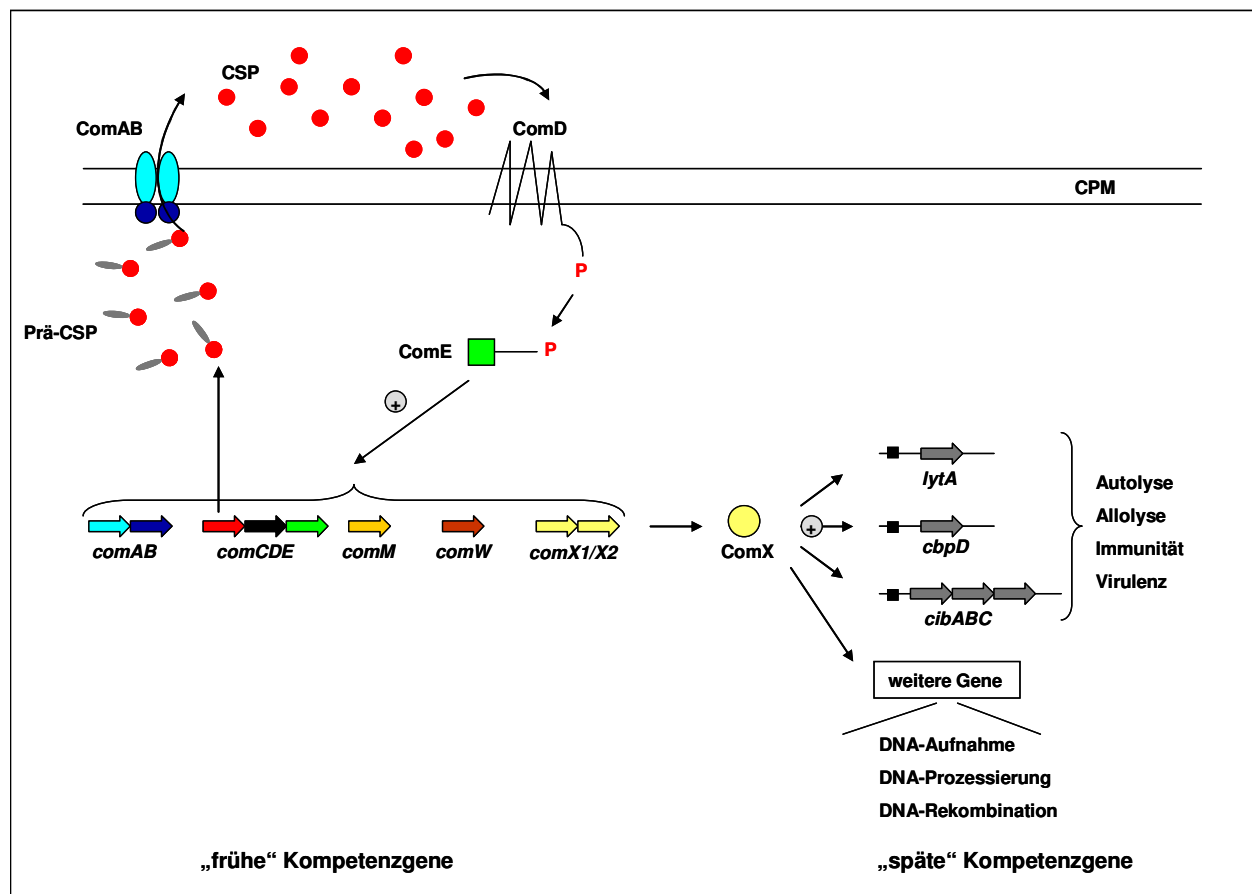 CSP
ComAB
ComD
CPM
P
Prä-CSP
ComE
P
+
lytA
Autolyse
Allolyse
Immunität
Virulenz
comAB
comCDE
comM
comW
comX1/X2
ComX
+
cbpD
cibABC
weitere Gene
DNA-Aufnahme
DNA-Prozessierung
DNA-Rekombination
„frühe“ Kompetenzgene
„späte“ Kompetenzgene